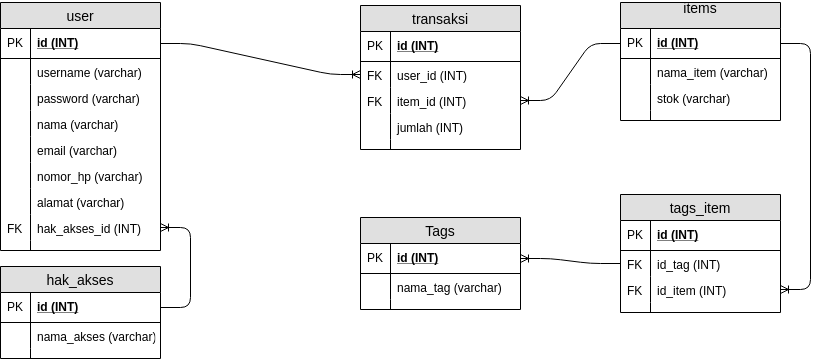 user
PK id (INT)
username (varchar)
password (varchar)
nama (varchar)
email (varchar)
nomor_hp (varchar)
alamat (varchar)
FK hak_akses_id (INT)
hak_akses
PK id (INT)
nama_akses (varchar)
transaksi
PK id (INT)
FK user_id (INT)
FK item_id (INT)
jumlah (INT)
Tags
PK id (INT)
nama_tag (varchar)
items
PK id (INT)
nama_item (varchar)
stok (varchar)
tags_item
PK id (INT)
FK id_tag (INT)
FK id_item (INT)